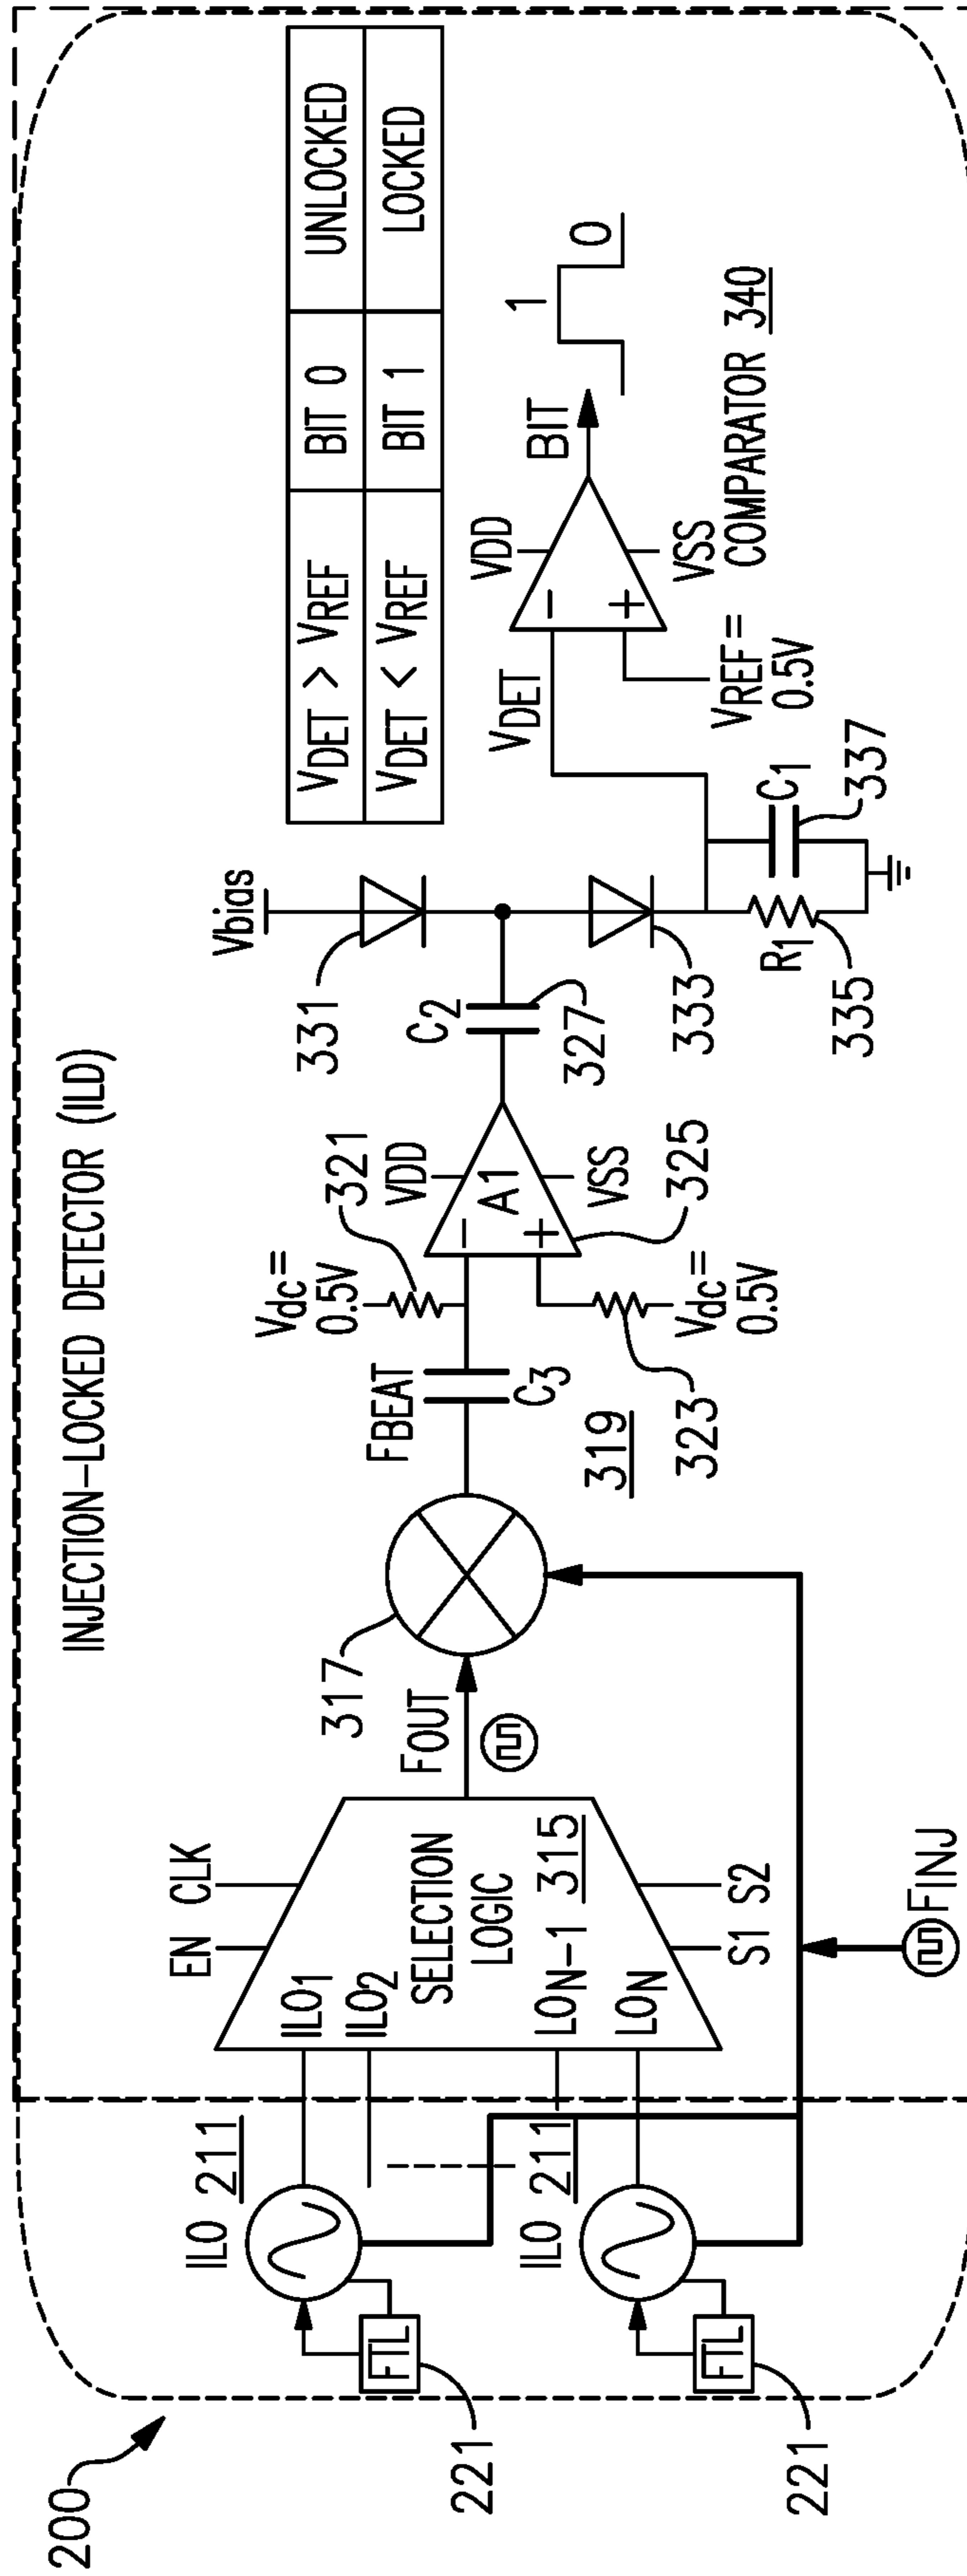 200
INJECTION-LOCKED DETECTOR (ILD)
ILO 211
FTL
221
ILO 211
FTL
221
EN CLK
ILO1
ILO2
SELECTION
LOGIC
315
LON-1
LON
S1 S2
FINJ
FOUT
317
FBEAT
C3
319
Vdc=
0.5V
321
323
Vdc=
0.5V
VDD
A1
−
+
VSS
325
C2
327
Vbias
331
333
R1
335
C1
337
VDET
VREF=
0.5V
VDD
−
+
VSS
COMPARATOR 340
BIT
1
0
VDET > VREF BIT 0 UNLOCKED
VDET < VREF BIT 1 LOCKED